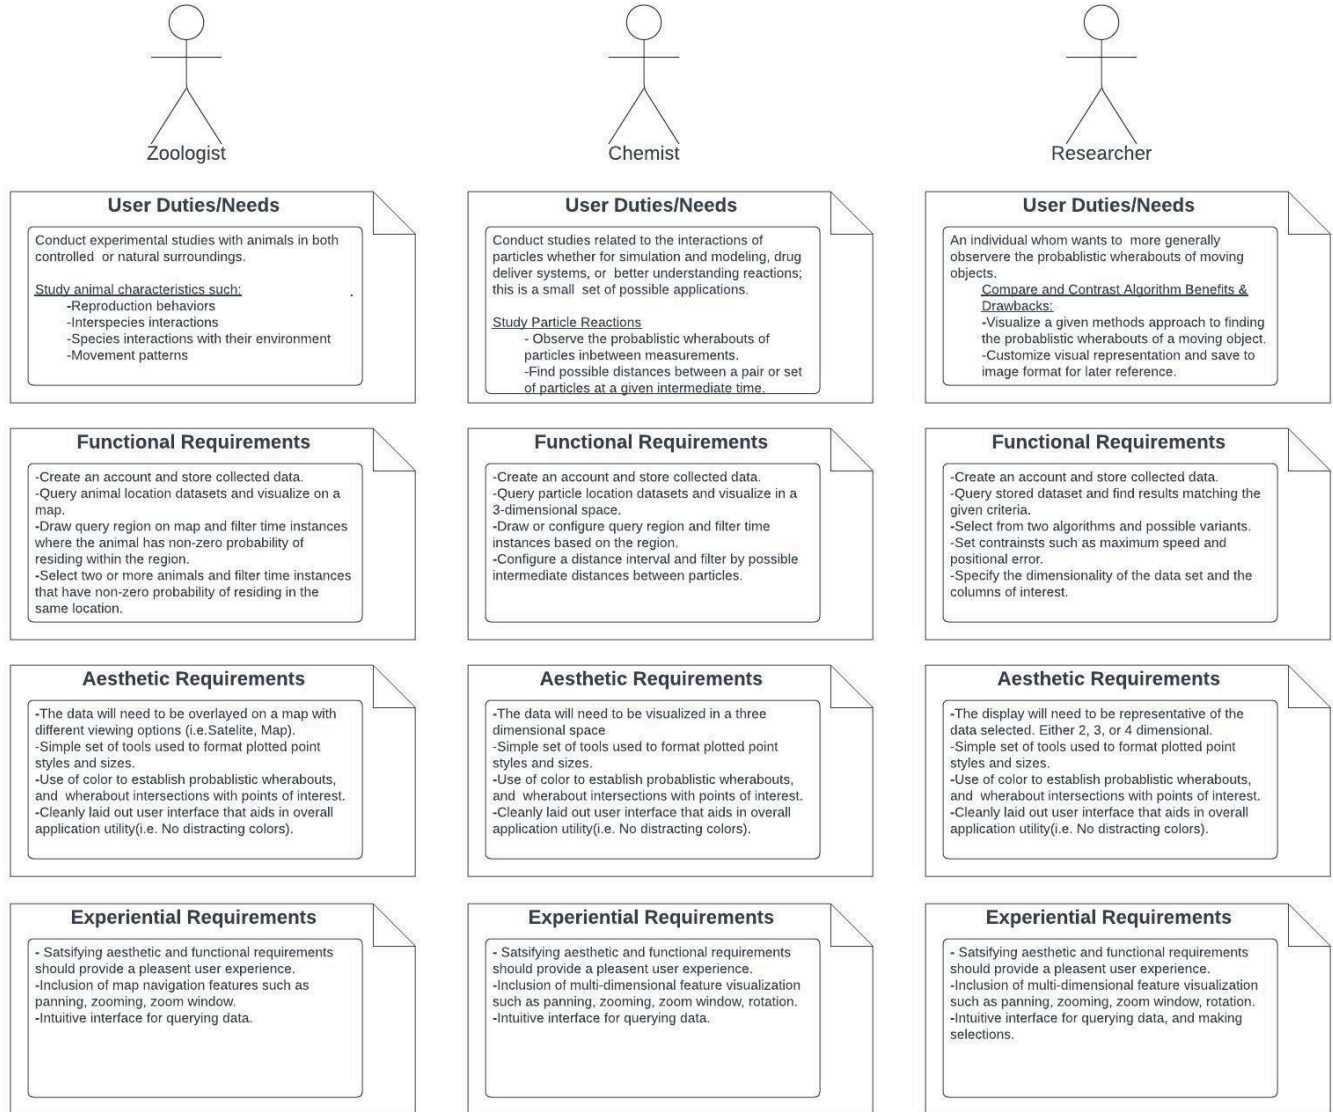 Zoologist
User Duties/Needs
Conduct experimental studies with animals in both
controlled  or natural surroundings.
Study animal characteristics such:
-Reproduction behaviors
-Interspecies interactions
-Species interactions with their environment
-Movement patterns
Functional Requirements
-Create an account and store collected data.
-Query animal location datasets and visualize on a
map.
-Draw query region on map and filter time instances
where the animal has non-zero probability of
residing within the region.
-Select two or more animals and filter time instances
that have non-zero probability of residing in the
same location.
Aesthetic Requirements
-The data will need to be overlayed on a map with
different viewing options (i.e.Satelite, Map).
-Simple set of tools used to format plotted point
styles and sizes.
-Use of color to establish probablistic wherabouts,
and  wherabout intersections with points of interest.
-Cleanly laid out user interface that aids in overall
application utility(i.e. No distracting colors).
Experiential Requirements
- Satsifying aesthetic and functional requirements
should provide a pleasent user experience.
-Inclusion of map navigation features such as
panning, zooming, zoom window.
-Intuitive interface for querying data.
Chemist
User Duties/Needs
Conduct studies related to the interactions of
particles whether for simulation and modeling, drug
deliver systems, or  better understanding reactions;
this is a small  set of possible applications.
Study Particle Reactions
- Observe the probablistic wherabouts of
particles inbetween measurements.
-Find possible distances between a pair or set
of particles at a given intermediate time.
Functional Requirements
-Create an account and store collected data.
-Query particle location datasets and visualize in a
3-dimensional space.
-Draw or configure query region and filter time
instances based on the region.
-Configure a distance interval and filter by possible
intermediate distances between particles.
Aesthetic Requirements
-The data will need to be visualized in a three
dimensional space
-Simple set of tools used to format plotted point
styles and sizes.
-Use of color to establish probablistic wherabouts,
and  wherabout intersections with points of interest.
-Cleanly laid out user interface that aids in overall
application utility(i.e. No distracting colors).
Experiential Requirements
- Satsifying aesthetic and functional requirements
should provide a pleasent user experience.
-Inclusion of multi-dimensional feature visualization
such as panning, zooming, zoom window, rotation.
-Intuitive interface for querying data.
Researcher
User Duties/Needs
An individual whom wants to  more generally
observere the probablistic wherabouts of moving
objects.
Compare and Contrast Algorithm Benefits &
Drawbacks:
-Visualize a given methods approach to finding
the probablistic wherabouts of a moving object.
-Customize visual representation and save to
image format for later reference.
Functional Requirements
-Create an account and store collected data.
-Query stored dataset and find results matching the
given criteria.
-Select from two algorithms and possible variants.
-Set contrainsts such as maximum speed and
positional error.
-Specify the dimensionality of the data set and the
columns of interest.
Aesthetic Requirements
-The display will need to be representative of the
data selected. Either 2, 3, or 4 dimensional.
-Simple set of tools used to format plotted point
styles and sizes.
-Use of color to establish probablistic wherabouts,
and  wherabout intersections with points of interest.
-Cleanly laid out user interface that aids in overall
application utility(i.e. No distracting colors).
Experiential Requirements
- Satsifying aesthetic and functional requirements
should provide a pleasent user experience.
-Inclusion of multi-dimensional feature visualization
such as panning, zooming, zoom window, rotation.
-Intuitive interface for querying data, and making
selections.